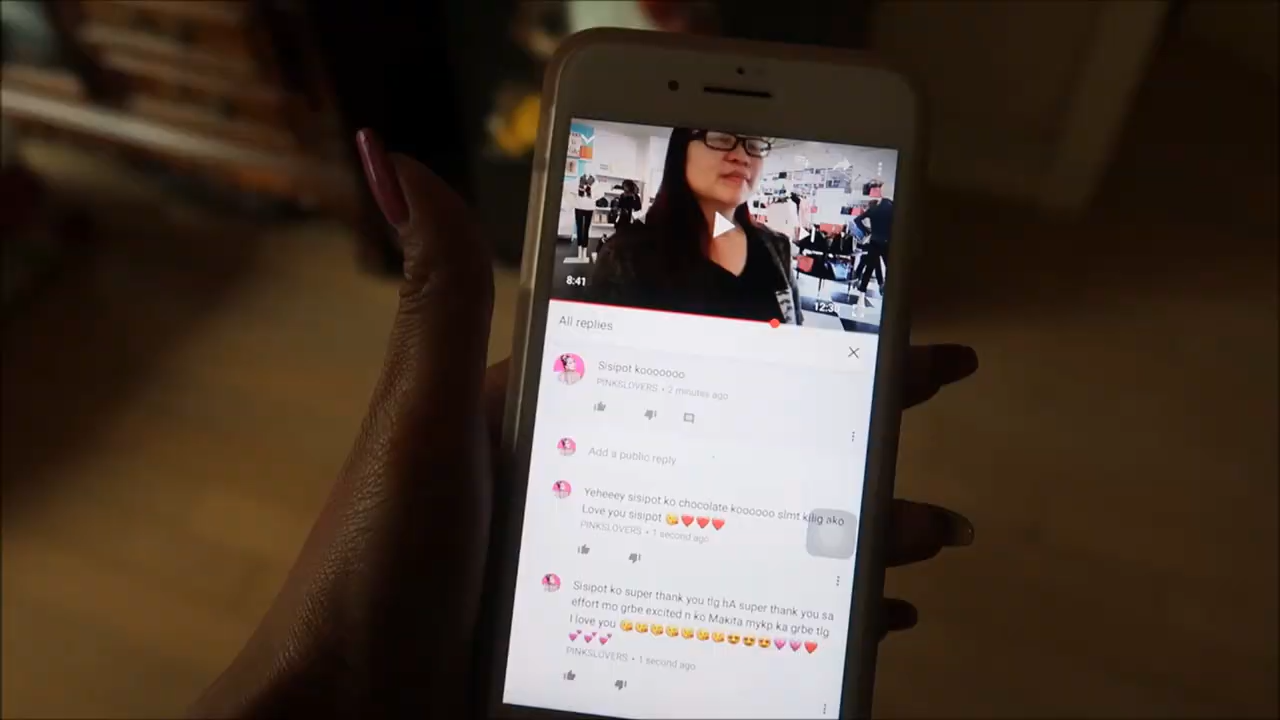 8:41
12:30
All replies
Sisipot kooooooo
PINKSLOVERS • 2 minutes ago
Add a public reply
Yeheeey sisipot ko chocolate koooooo slmt kilig ako
Love you sisipot 😘❤️❤️❤️
PINKSLOVERS • 1 second ago
Sisipot ko super thank you tlg hA super thank you sa
effort mo grbe excited n ko Makita mykp ka grbe tlg
I love you 😘😘😘😘😘😘😘😍😍😍💗💗❤️
💕💕💕
PINKSLOVERS • 1 second ago